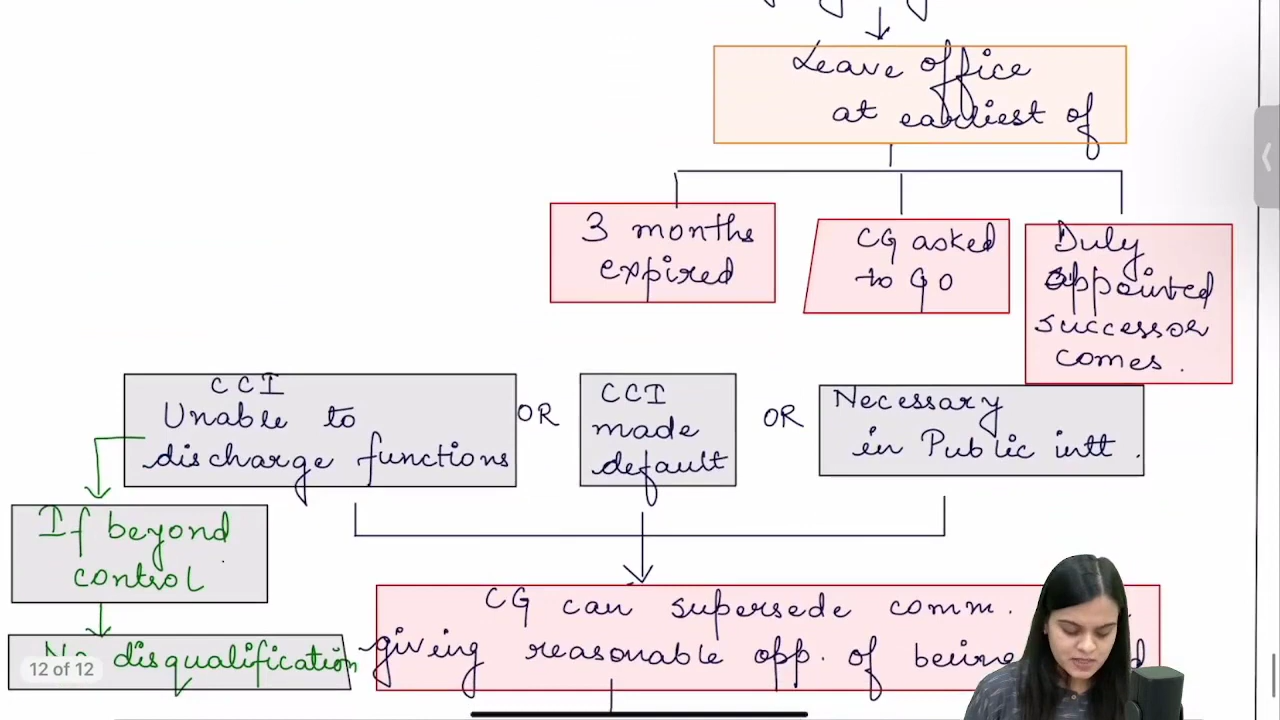 Leave office
at earliest of
3 months
expired
CG asked
to GO
Duly
appointed
successor
comes.
CCI
Unable to
discharge functions
OR
CCI
made
default
OR
Necessary
in Public intt.
If beyond
control
No disqualification
CG can supersede comm.
giving reasonable opp. of
12 of 12